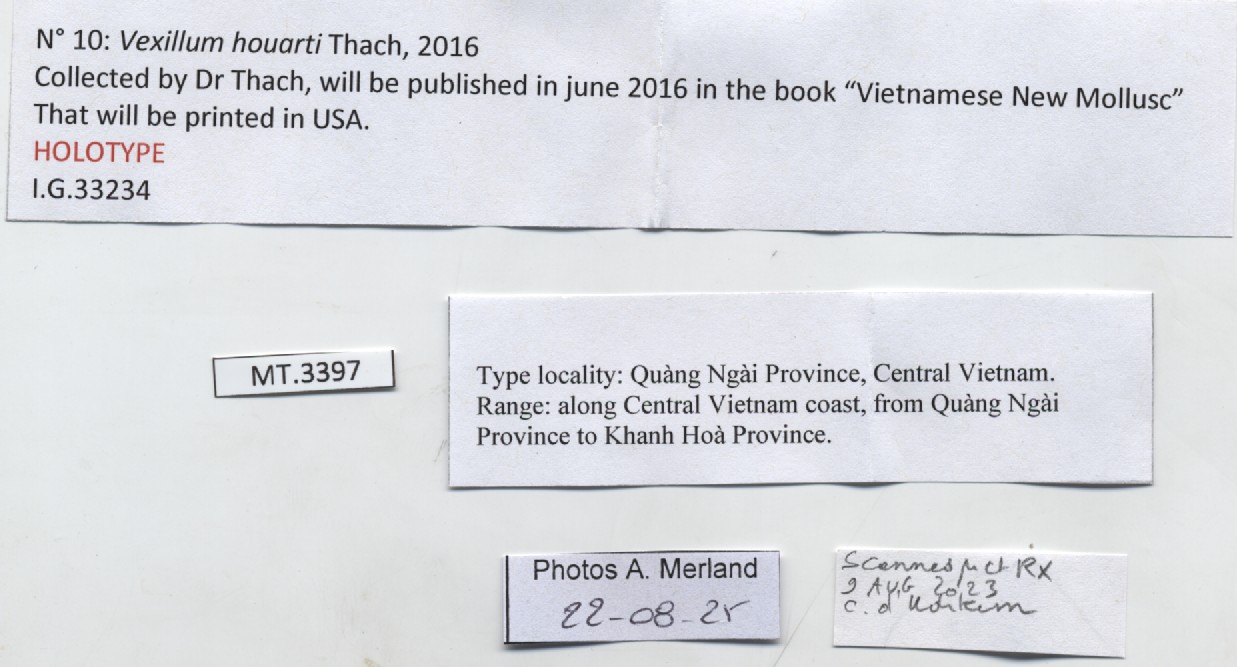 N° 10: Vexillum houarti Thach, 2016
Collected by Dr Thach, will be published in june 2016 in the book “Vietnamese New Mollusc”
That will be printed in USA.
HOLOTYPE
I.G.33234
MT.3397
Type locality: Quàng Ngài Province, Central Vietnam.
Range: along Central Vietnam coast, from Quàng Ngài
Province to Khanh Hoà Province.
Photos A. Merland
22-08-25
Scannes µ ct RX
9 AUG 2023
C. d'